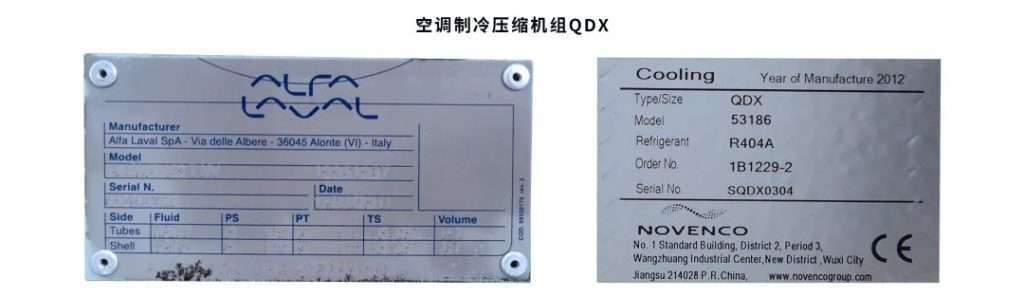 空调制冷压缩机组QDX
ALFA
LAVAL
Manufacturer
Alfa Laval SpA - Via delle Albere - 36045 Alonte (VI) - Italy
Model
Serial N.
Date
Side Fluid PS PT TS Volume
Tubes
Shell
Cooling Year of Manufacture 2012
Type/Size QDX
Model 53186
Refrigerant R404A
Order No. 1B1229-2
Serial No. SQDX0304
NOVENCO
No. 1 Standard Building, District 2, Period 3,
Wangzhuang Industrial Center,New District ,Wuxi City
Jiangsu 214028 P.R.China, www.novencogroup.com
CE